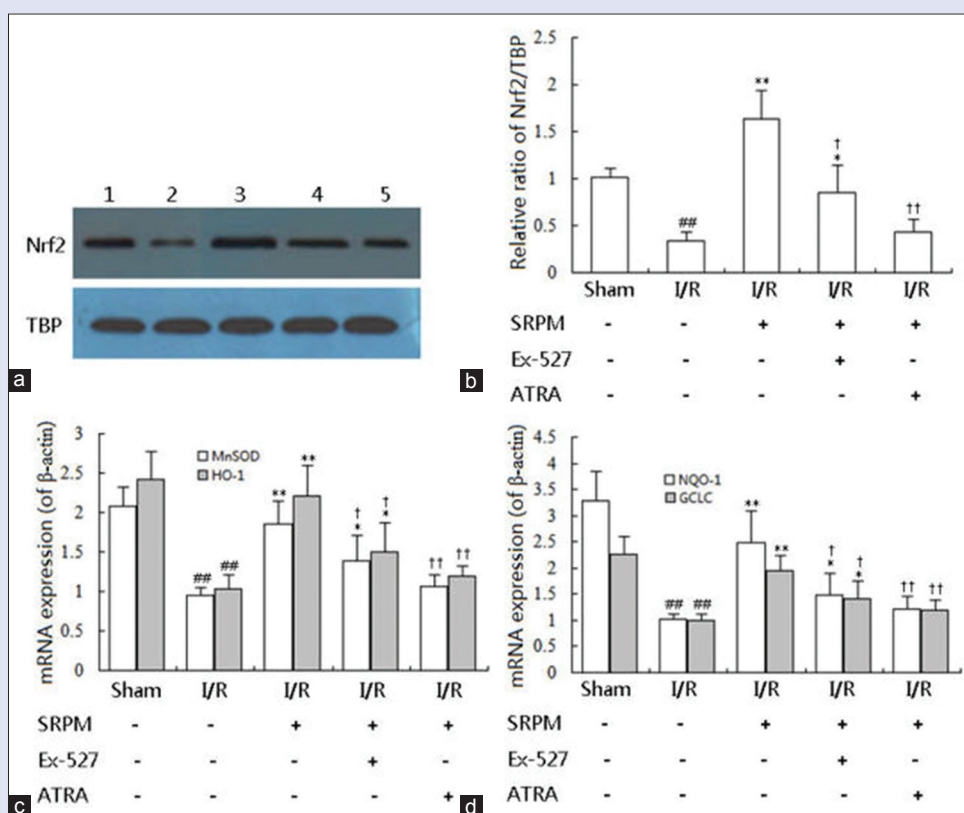 1 2 3 4 5
Nrf2
TBP
a
Relative ratio of Nrf2/TBP
2.5
2
1.5
1
0.5
0
**
†
*
††
##
Sham I/R I/R I/R I/R
SRPM - - + + +
Ex-527 - - - + -
ATRA - - - - +
b
mRNA expression (of β-actin)
3
2.5
2
1.5
1
0.5
0
MnSOD
HO-1
## ##
** **
† †
* *
†† ††
Sham I/R I/R I/R I/R
SRPM - - + + +
Ex-527 - - - + -
ATRA - - - - +
c
mRNA expression (of β-actin)
4.5
4
3.5
3
2.5
2
1.5
1
0.5
0
NQO-1
GCLC
## ##
** **
† †
* *
†† ††
Sham I/R I/R I/R I/R
SRPM - - + + +
Ex-527 - - - + -
ATRA - - - - +
d